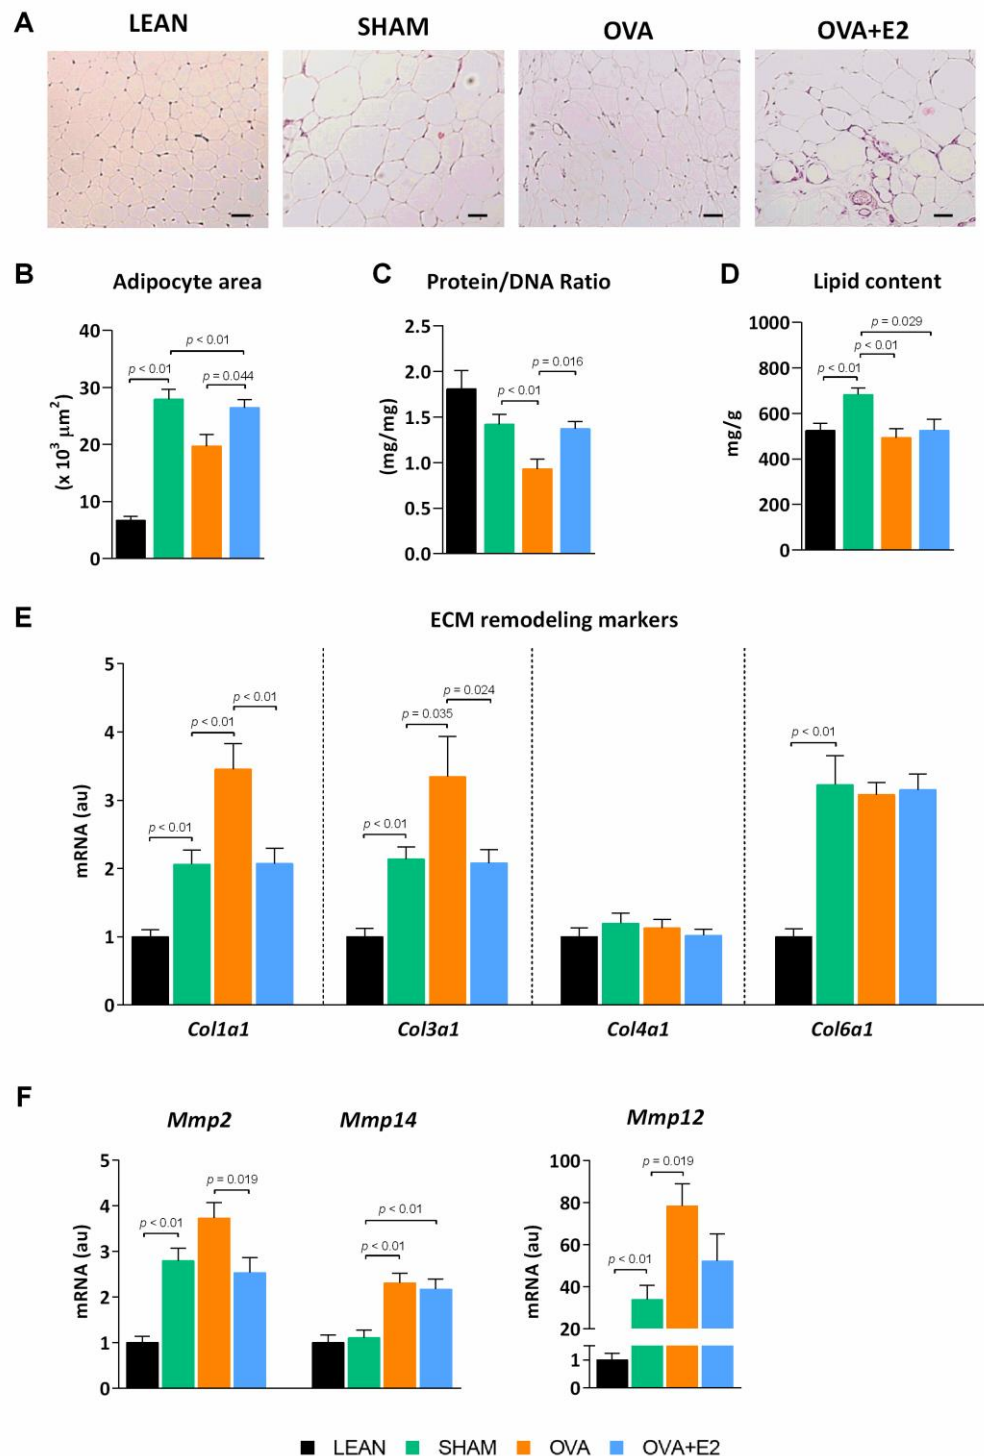 A
LEAN
SHAM
OVA
OVA+E2
B
Adipocyte area
(x 10³ μm²)
40
30
20
10
0
p < 0.01
p < 0.01
p = 0.044
C
Protein/DNA Ratio
(mg/mg)
2.5
2.0
1.5
1.0
0.5
0.0
p < 0.01
p = 0.016
D
Lipid content
mg/g
1000
800
600
400
200
0
p = 0.029
p < 0.01
p < 0.01
E
ECM remodeling markers
mRNA (au)
5
4
3
2
1
0
p < 0.01
p < 0.01
p < 0.01
p < 0.01
p = 0.035
p = 0.024
p < 0.01
Col1a1
Col3a1
Col4a1
Col6a1
F
Mmp2
Mmp14
Mmp12
mRNA (au)
5
4
3
2
1
0
p < 0.01
p = 0.019
p < 0.01
p < 0.01
mRNA (au)
100
80
60
40
20
1
0
p < 0.01
p = 0.019
LEAN SHAM OVA OVA+E2